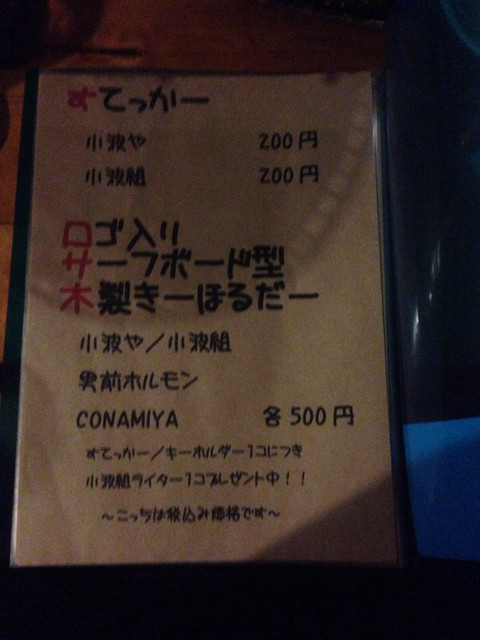 すてっかー
小波や 200円
小波組 200円
ロゴ入り
サーフボード型
木製きーほるだー
小波や／小波組
男前ホルモン
CONAMIYA 各500円
すてっかー／キーホルダー1コにつき
小波組ライター1コプレゼント中！！
〜こっちは税込み価格です〜